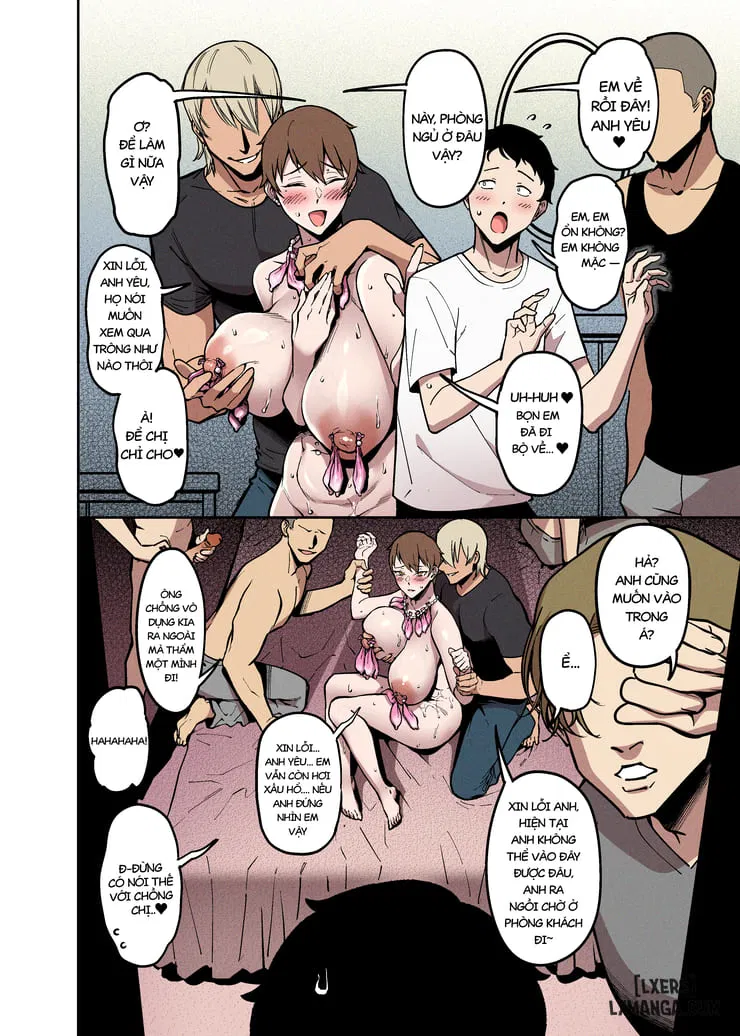 EM VỀ
RỒI ĐÂY!
ANH YÊU
♥
NÀY, PHÒNG
NGỦ Ở ĐÂU
VẬY?
Ơ?
ĐỂ LÀM
GÌ NỮA
VẬY
EM, EM
ỔN KHÔNG?
EM KHÔNG
MẶC —
XIN LỖI,
ANH YÊU,
HỌ NÓI
MUỐN
XEM QUA
TRÔNG NHƯ
NÀO THÔI
UH-HUH ♥
BỌN EM
ĐÃ ĐI
BỘ VỀ... ♥
À!
ĐỂ CHỊ
CHỈ CHO ♥
HẢ?
ANH CŨNG
MUỐN VÀO
TRONG
Á?
Ể...
ÔNG
CHỒNG VÔ
DỤNG KIA
RA NGOÀI
MÀ THẨM
MỘT MÌNH
ĐI!
HAHAHAHA!
XIN LỖI...
ANH YÊU... EM
VẪN CÒN HƠI
XẤU HỔ.... NẾU
ANH ĐỨNG
NHÌN EM
VẬY
XIN LỖI ANH,
HIỆN TẠI
ANH KHÔNG
THỂ VÀO ĐÂY
ĐƯỢC ĐÂU,
ANH RA
NGỒI CHỜ Ở
PHÒNG KHÁCH
ĐI~
Đ-ĐỪNG
CÓ NÓI THẾ
VỚI CHỒNG
CHỊ..♥
[LXERS]
LXMANGA.COM